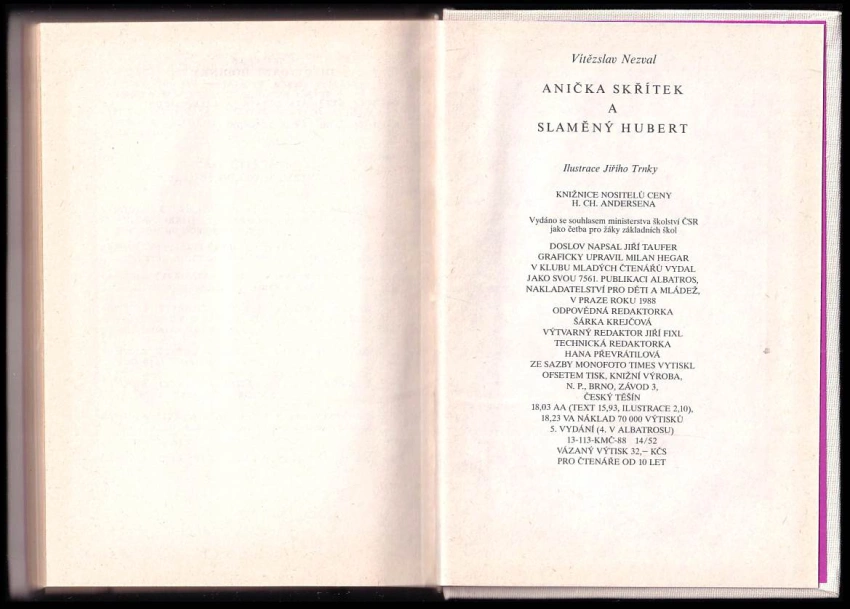 Vítězslav Nezval
ANIČKA SKŘÍTEK
A
SLAMĚNÝ HUBERT
Ilustrace Jiřího Trnky
KNIŽNICE NOSITELŮ CENY
H. CH. ANDERSENA
Vydáno se souhlasem ministerstva školství ČSR
jako četba pro žáky základních škol
DOSLOV NAPSAL JIŘÍ TAUFER
GRAFICKY UPRAVIL MILAN HEGAR
V KLUBU MLADÝCH ČTENÁŘŮ VYDAL
JAKO SVOU 7561. PUBLIKACI ALBATROS,
NAKLADATELSTVÍ PRO DĚTI A MLÁDEŽ,
V PRAZE ROKU 1988
ODPOVĚDNÁ REDAKTORKA
ŠÁRKA KREJČOVÁ
VÝTVARNÝ REDAKTOR JIŘÍ FIXL
TECHNICKÁ REDAKTORKA
HANA PŘEVRÁTILOVÁ
ZE SAZBY MONOFOTO TIMES VYTISKL
OFSETEM TISK, KNIŽNÍ VÝROBA,
N. P., BRNO, ZÁVOD 3,
ČESKÝ TĚŠÍN
18,03 AA (TEXT 15,93, ILUSTRACE 2,10),
18,23 VA NÁKLAD 70 000 VÝTISKŮ
5. VYDÁNÍ (4. V ALBATROSU)
13-113-KMČ-88 14/52
VÁZANÝ VÝTISK 32,– KČS
PRO ČTENÁŘE OD 10 LET